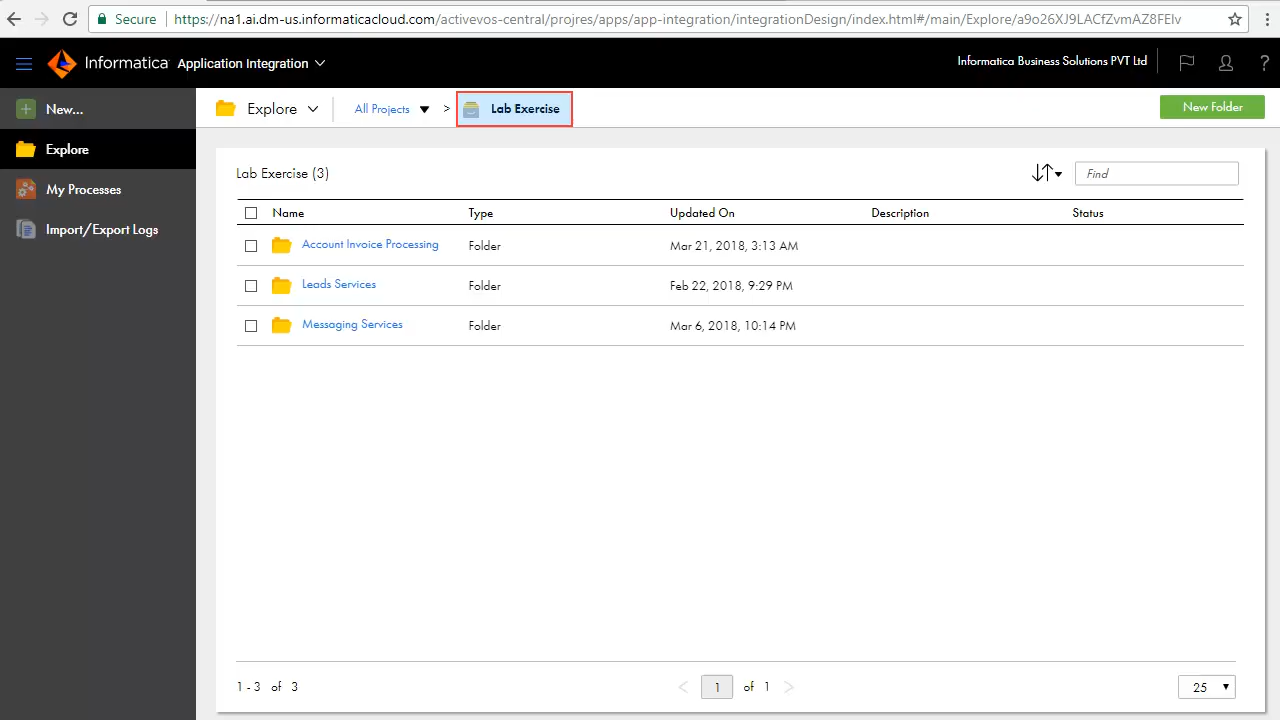 Secure https://na1.ai.dm-us.informaticacloud.com/activevos-central/projres/apps/app-integration/integrationDesign/index.html#/main/Explore/a9o26XJ9LACfZvmAZ8FElv
Informatica Application Integration Informatica Business Solutions PVT Ltd ?
New... Explore All Projects > Lab Exercise New Folder
Explore
My Processes
Import/Export Logs
Lab Exercise (3) Find
Name Type Updated On Description Status
Account Invoice Processing Folder Mar 21, 2018, 3:13 AM
Leads Services Folder Feb 22, 2018, 9:29 PM
Messaging Services Folder Mar 6, 2018, 10:14 PM
1 - 3 of 3 < 1 of 1 > 25